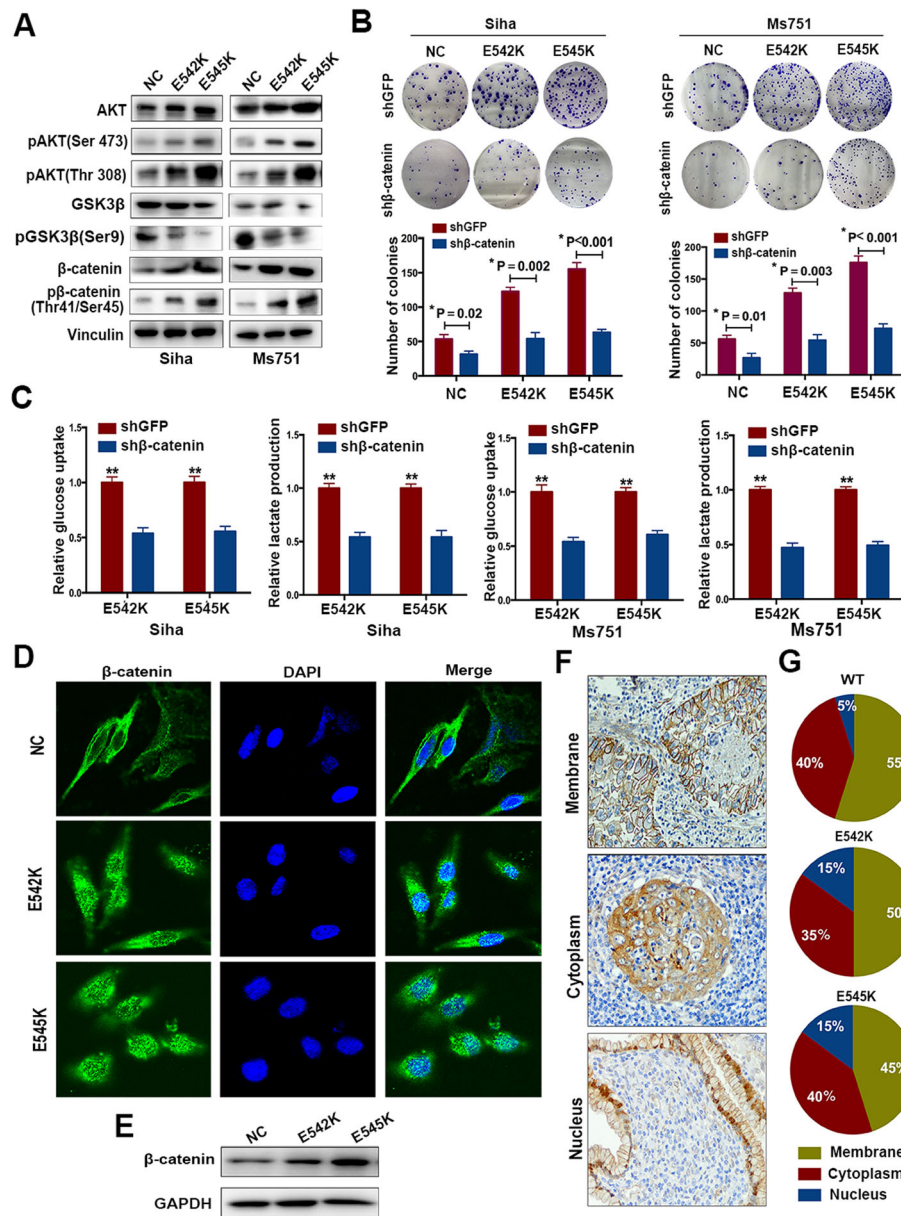 A
NC E542K E545K NC E542K E545K
AKT
pAKT(Ser 473)
pAKT(Thr 308)
GSK3β
pGSK3β(Ser9)
β-catenin
pβ-catenin
(Thr41/Ser45)
Vinculin
Siha Ms751
B
Siha Ms751
NC E542K E545K NC E542K E545K
shGFP shGFP
shβ-catenin shβ-catenin
shGFP
shβ-catenin
Number of colonies
200
150
100
50
0
* P = 0.02
* P = 0.002
* P<0.001
NC E542K E545K
shGFP
shβ-catenin
Number of colonies
250
200
150
100
50
0
* P = 0.01
* P = 0.003
* P< 0.001
NC E542K E545K
C
shGFP
shβ-catenin
Relative glucose uptake
1.5
1.0
0.5
0.0
** **
E542K E545K
Siha
shGFP
shβ-catenin
Relative lactate production
1.5
1.0
0.5
0.0
** **
E542K E545K
Siha
shGFP
shβ-catenin
Relative glucose uptake
1.5
1.0
0.5
0.0
** **
E542K E545K
Ms751
shGFP
shβ-catenin
Relative lactate production
1.5
1.0
0.5
0.0
** **
E542K E545K
Ms751
D
β-catenin DAPI Merge
NC
E542K
E545K
E
NC E542K E545K
β-catenin
GAPDH
F
Membrane
Cytoplasm
Nucleus
G
WT
5%
40%
55
E542K
15%
35%
50
E545K
15%
40%
45%
Membrane
Cytoplasm
Nucleus